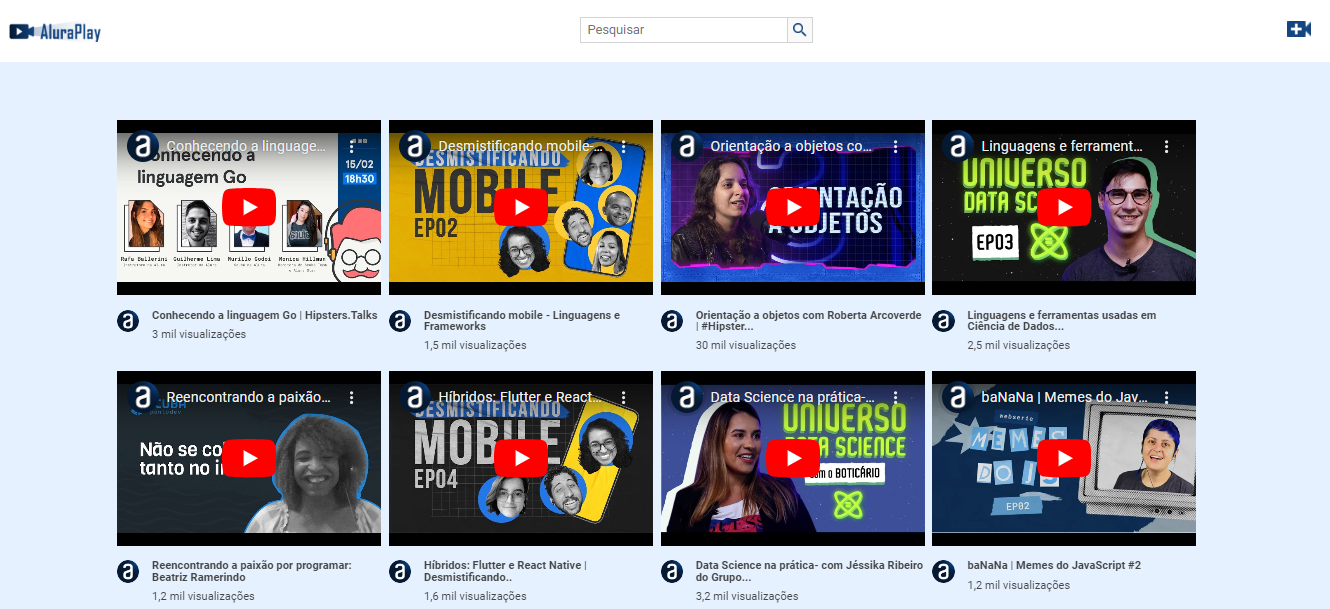 AluraPlay
Pesquisar
Conhecendo a linguage...
Conhecendo a
linguagem Go
15/02
18h30
Rafa Ballerini
Guilherme Lima
Murillo Godoi
Monica Hillman
Desmistificando mobile-...
DESMISTIFICANDO
MOBILE
EP02
Orientação a objetos co...
ORIENTAÇÃO
A OBJETOS
Linguagens e ferrament...
UNIVERSO
DATA SC
EP03
Conhecendo a linguagem Go | Hipsters.Talks
3 mil visualizações
Desmistificando mobile - Linguagens e
Frameworks
1,5 mil visualizações
Orientação a objetos com Roberta Arcoverde
| #Hipster...
30 mil visualizações
Linguagens e ferramentas usadas em
Ciência de Dados...
2,5 mil visualizações
Reencontrando a paixão...
Não se co
tanto no i
Híbridos: Flutter e React...
DESMISTIFICANDO
MOBILE
EP04
Data Science na prática-...
UNIVERSO
DATA SCIENCE
COM O BOTICÁRIO
baNaNa | Memes do Jav...
webserie
MEMES
DO JS
EP02
Reencontrando a paixão por programar:
Beatriz Ramerindo
1,2 mil visualizações
Híbridos: Flutter e React Native |
Desmistificando..
1,6 mil visualizações
Data Science na prática- com Jéssika Ribeiro
do Grupo...
3,2 mil visualizações
baNaNa | Memes do JavaScript #2
1,2 mil visualizações